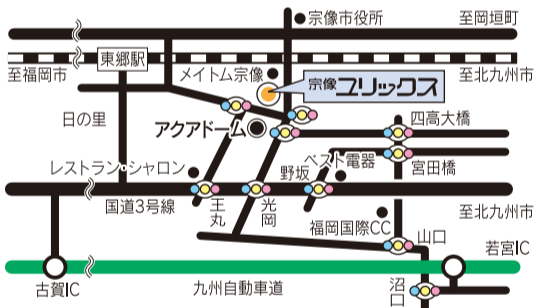 宗像市役所
至岡垣町
東郷駅
至福岡市
メイトム宗像
宗像ユリックス
至北九州市
日の里
アクアドーム
四高大橋
レストラン・シャロン
ベスト電器
野坂
宮田橋
国道3号線
王丸
光岡
福岡国際CC
至北九州市
山口
若宮IC
古賀IC
九州自動車道
沼口